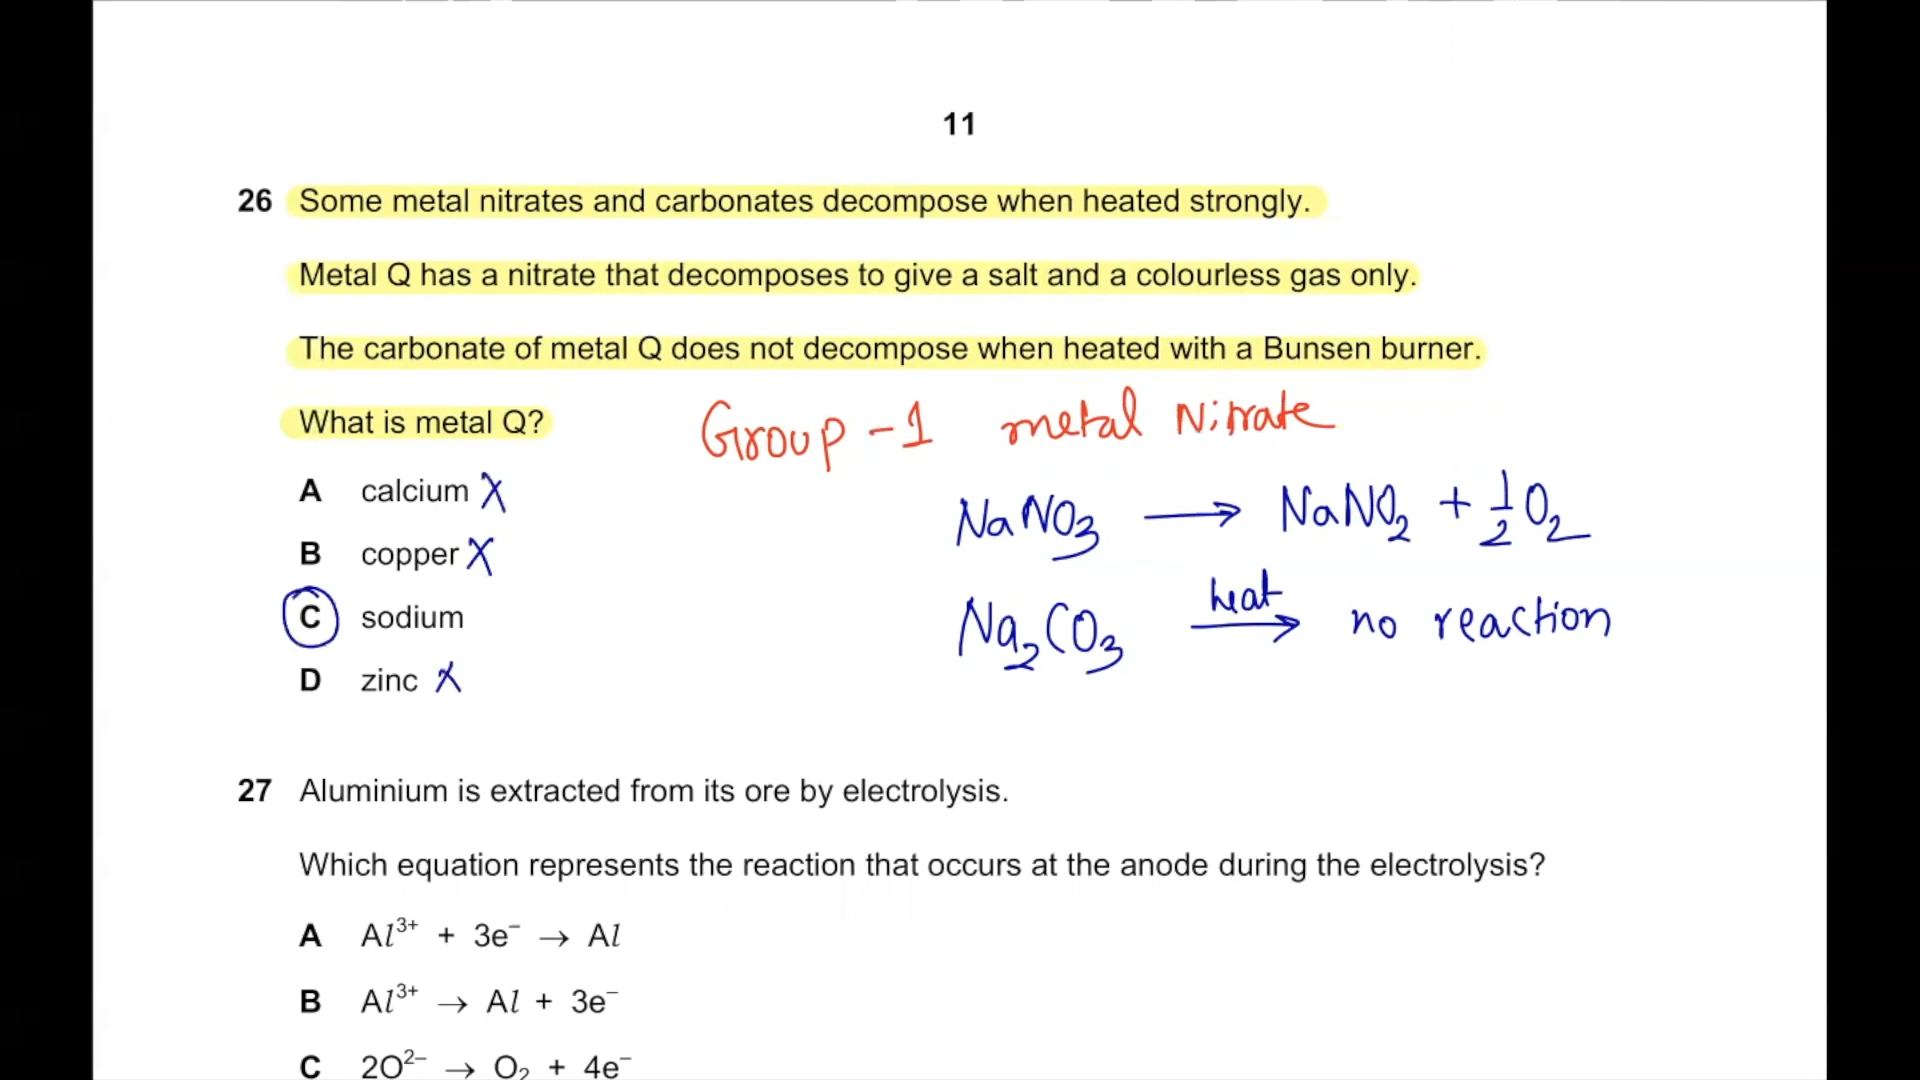 11
26 Some metal nitrates and carbonates decompose when heated strongly.
Metal Q has a nitrate that decomposes to give a salt and a colourless gas only.
The carbonate of metal Q does not decompose when heated with a Bunsen burner.
What is metal Q?
Group -1 metal Nitrate
A calcium X
NaNO₃ ⟶ NaNO₂ + ½O₂
B copper X
C sodium
Na₂CO₃ heat⟶ no reaction
D zinc X
27 Aluminium is extracted from its ore by electrolysis.
Which equation represents the reaction that occurs at the anode during the electrolysis?
A Al³⁺ + 3e⁻ → Al
B Al³⁺ → Al + 3e⁻
C 2O²⁻ → O₂ + 4e⁻